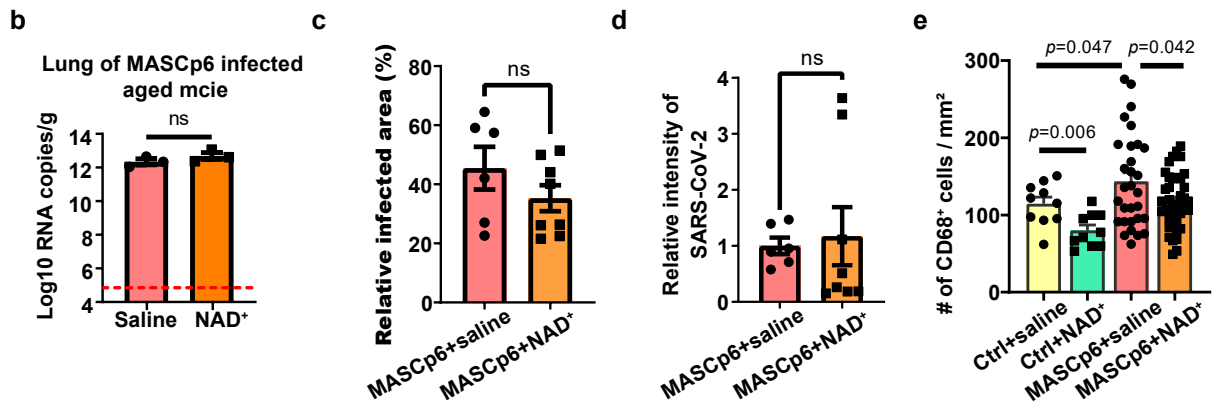 b
Lung of MASCp6 infected
aged mcie
ns
Log10 RNA copies/g
14
12
10
8
6
4
Saline
NAD⁺
c
ns
Relative infected area (%)
80
60
40
20
0
MASCp6+saline
MASCp6+NAD⁺
d
ns
Relative intensity of
SARS-CoV-2
4
3
2
1
0
MASCp6+saline
MASCp6+NAD⁺
e
p=0.047
p=0.042
p=0.006
# of CD68⁺ cells / mm²
300
200
100
0
Ctrl+saline
Ctrl+NAD⁺
MASCp6+saline
MASCp6+NAD⁺